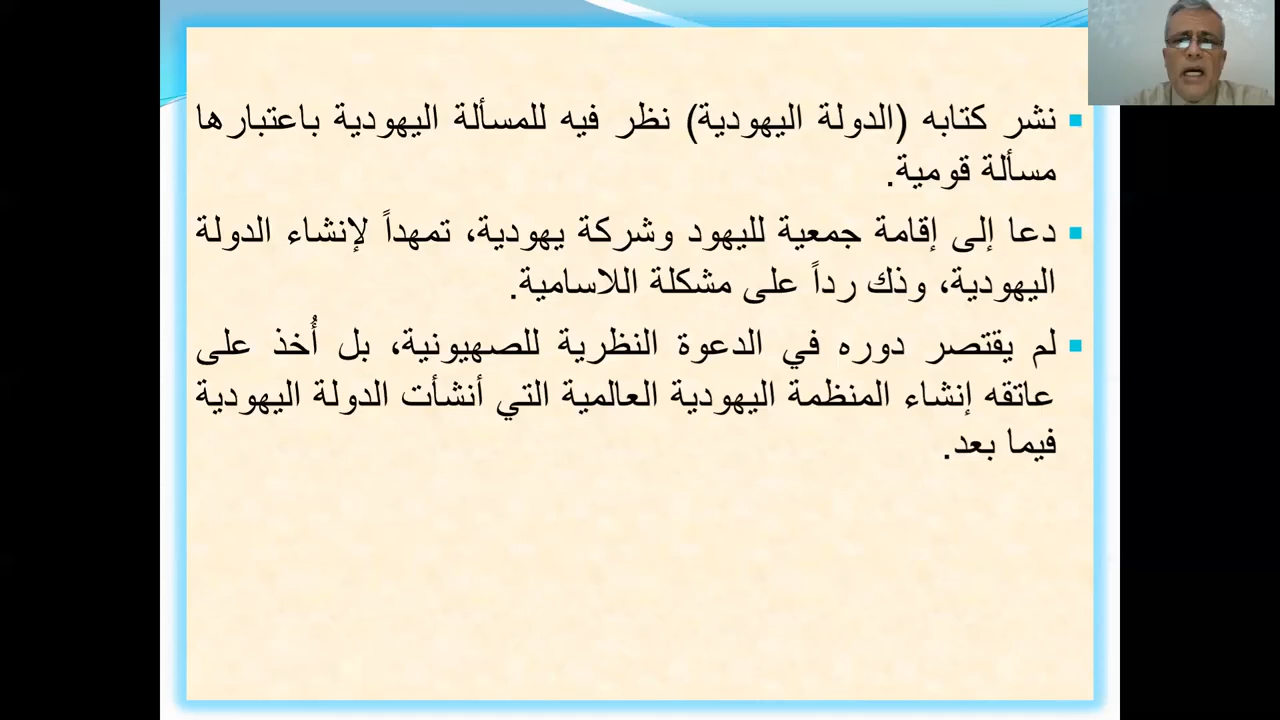 نشر كتابه (الدولة اليهودية) نظر فيه للمسألة اليهودية باعتبارها
مسألة قومية.
دعا إلى إقامة جمعية لليهود وشركة يهودية، تمهداً لإنشاء الدولة
اليهودية، وذك رداً على مشكلة اللاسامية.
لم يقتصر دوره في الدعوة النظرية للصهيونية، بل أُخذ على
عاتقه إنشاء المنظمة اليهودية العالمية التي أنشأت الدولة اليهودية
فيما بعد.